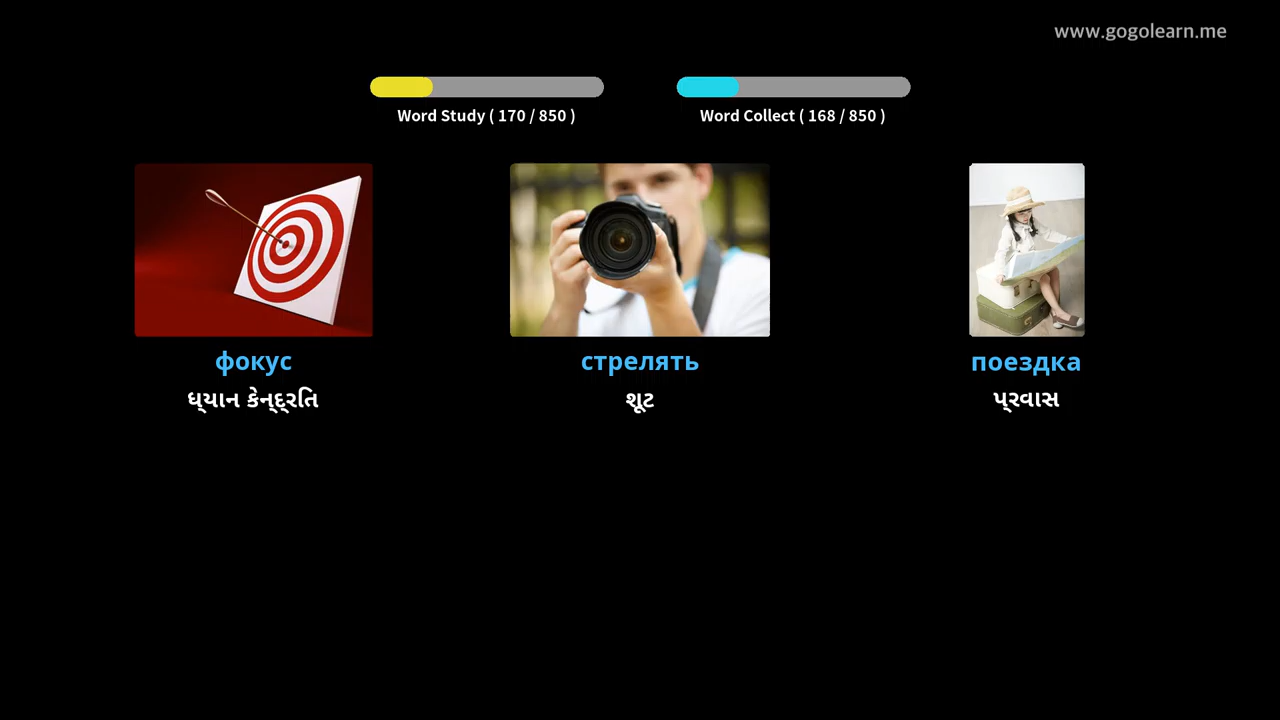 www.gogolearn.me
Word Study ( 170 / 850 )
Word Collect ( 168 / 850 )
фокус
стрелять
поездка
ધ્યાન કેન્દ્રતિ
શૂટ
પ્રવાસ